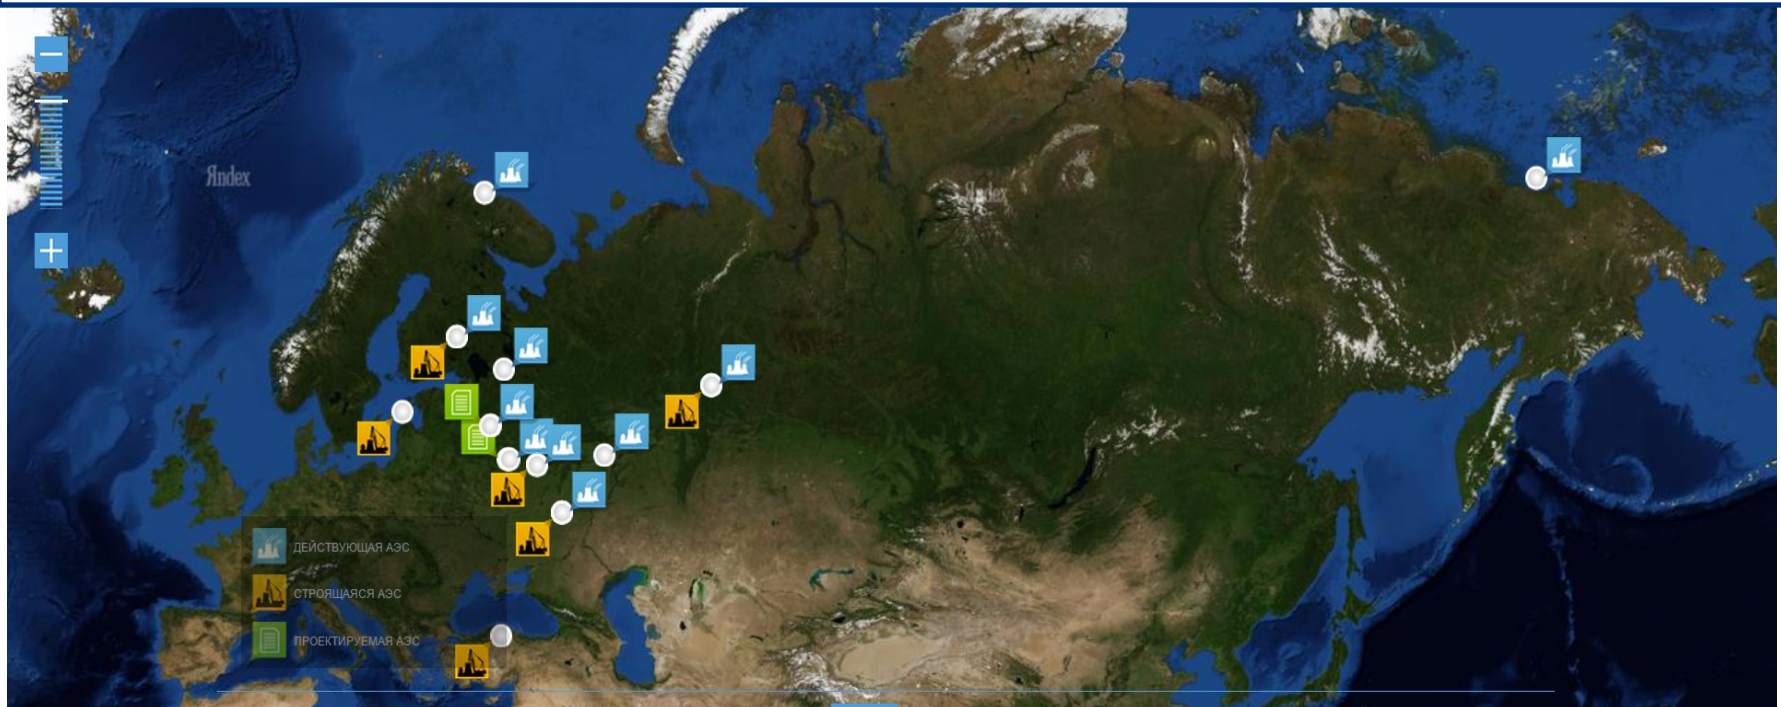 Яndex
Яndex
ДЕЙСТВУЮЩАЯ АЭС
СТРОЯЩАЯСЯ АЭС
ПРОЕКТИРУЕМАЯ АЭС